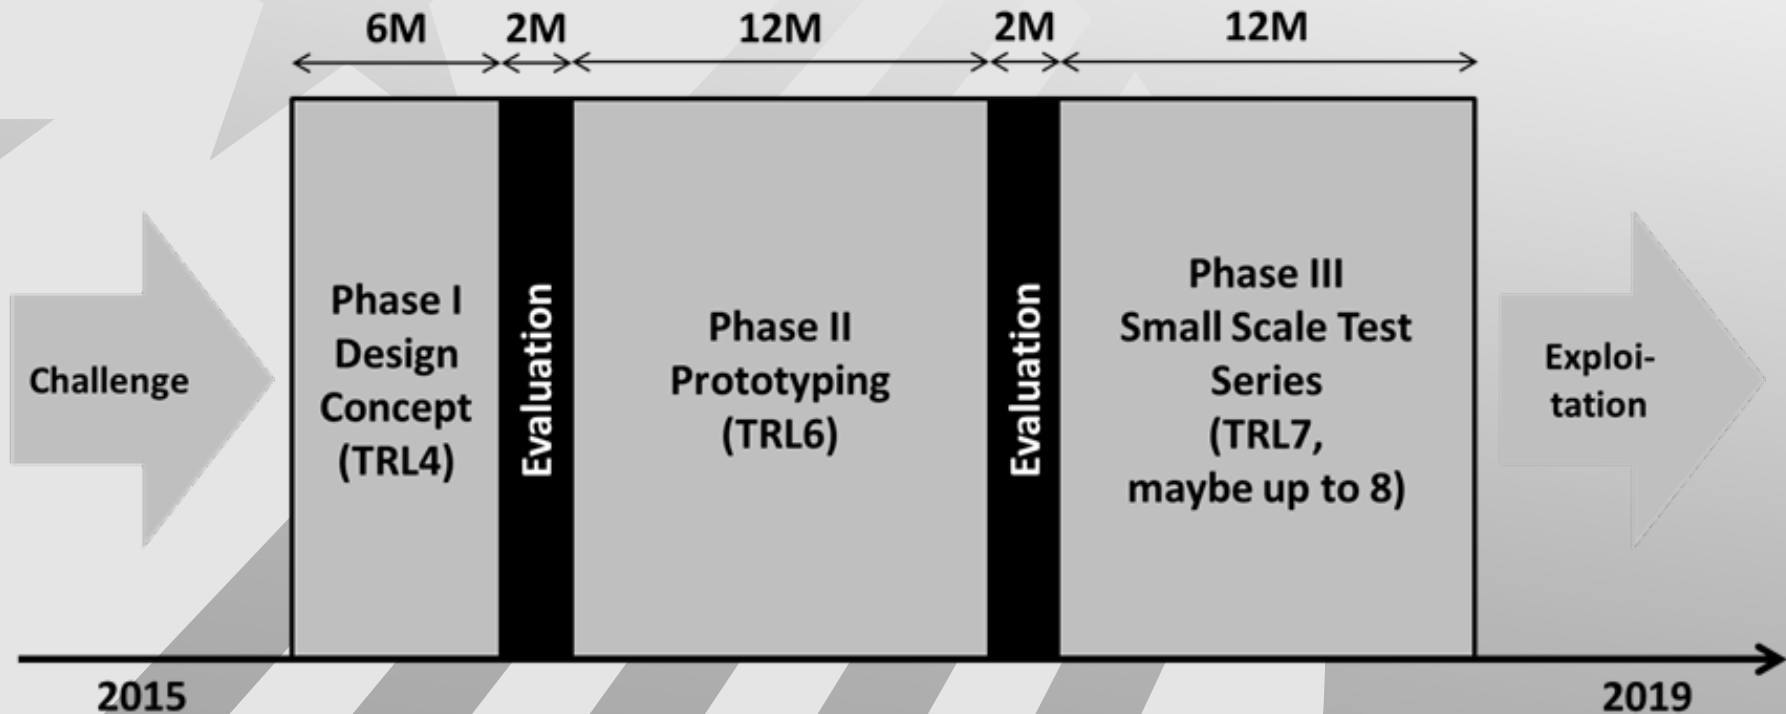 6M 2M 12M 2M 12M
Challenge
Phase I
Design
Concept
(TRL4)
Evaluation
Phase II
Prototyping
(TRL6)
Evaluation
Phase III
Small Scale Test
Series
(TRL7,
maybe up to 8)
Exploi-
tation
2015 2019